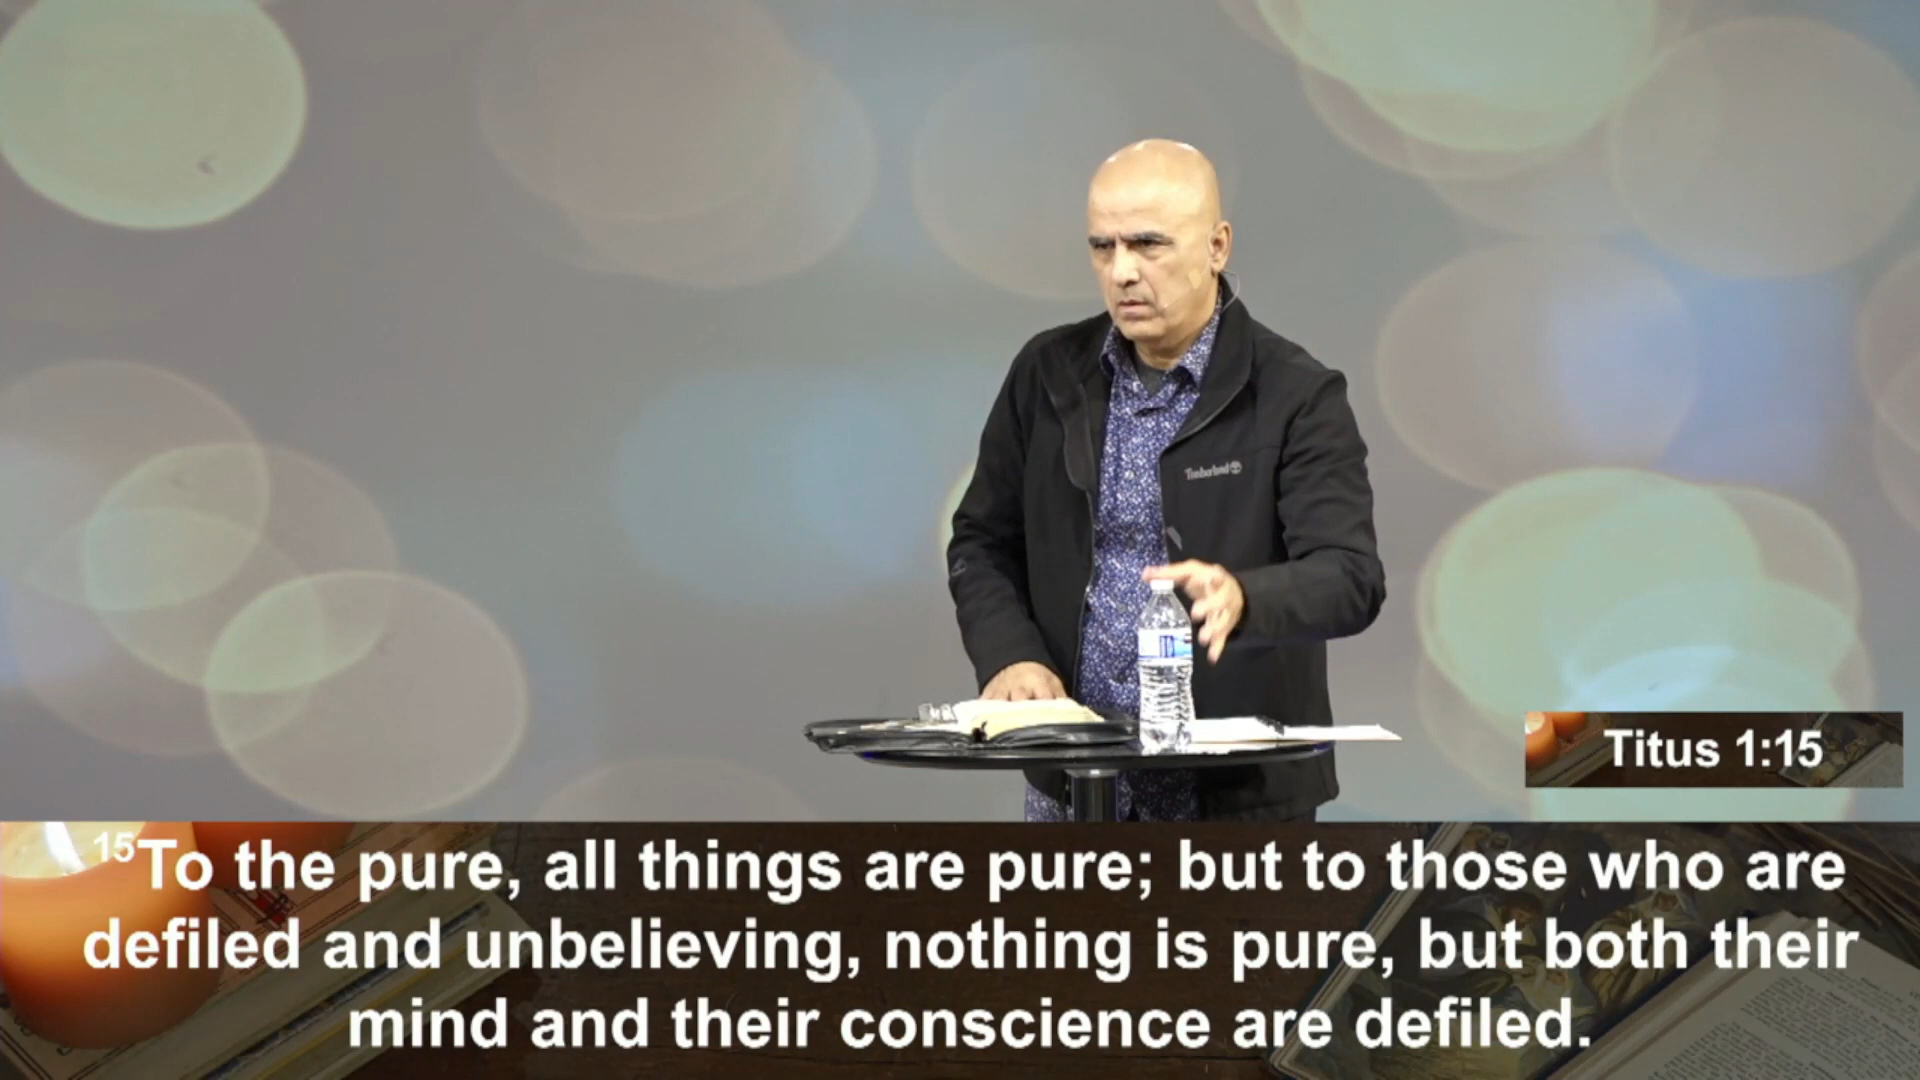 Timberland
Titus 1:15
15To the pure, all things are pure; but to those who are
defiled and unbelieving, nothing is pure, but both their
mind and their conscience are defiled.